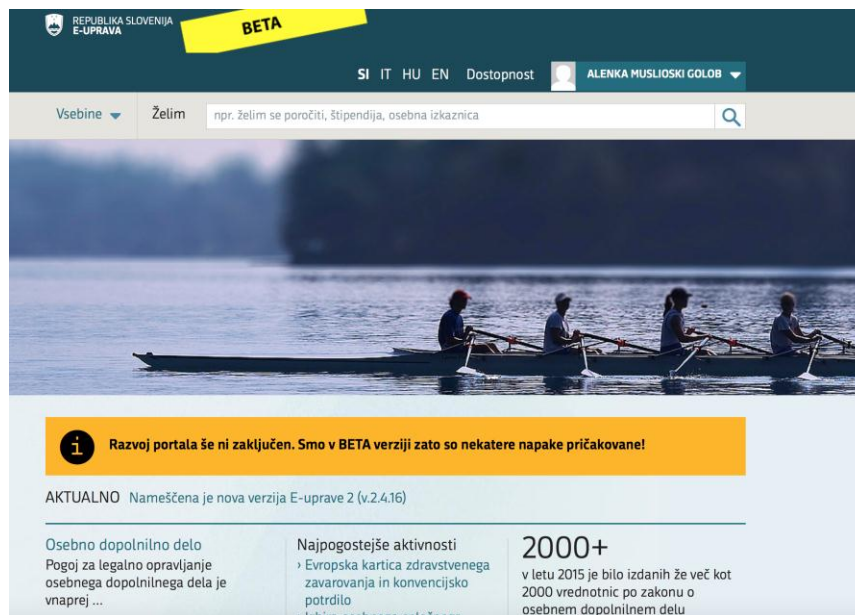 REPUBLIKA SLOVENIJA
E-UPRAVA
BETA
SI IT HU EN Dostopnost ALENKA MUSLIOSKI GOLOB
Vsebine Želim npr. želim se poročiti, štipendija, osebna izkaznica
i Razvoj portala še ni zaključen. Smo v BETA verziji zato so nekatere napake pričakovane!
AKTUALNO Nameščena je nova verzija E-uprave 2 (v.2.4.16)
Osebno dopolnilno delo
Pogoj za legalno opravljanje
osebnega dopolnilnega dela je
vnaprej ...
Najpogostejše aktivnosti
› Evropska kartica zdravstvenega
zavarovanja in konvencijsko
potrdilo
2000+
v letu 2015 je bilo izdanih že več kot
2000 vrednotnic po zakonu o
osebnem dopolnilnem delu